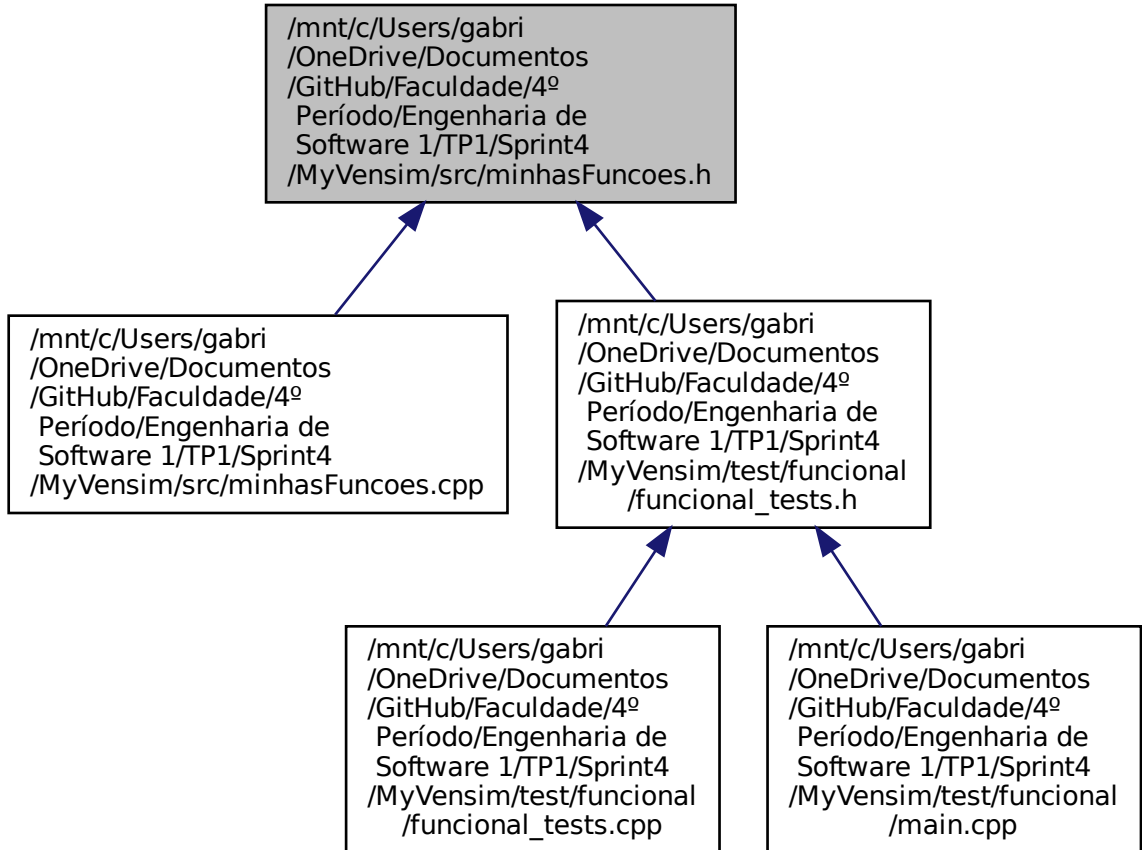 /mnt/c/Users/gabri
/OneDrive/Documentos
/GitHub/Faculdade/4º
Período/Engenharia de
Software 1/TP1/Sprint4
/MyVensim/src/minhasFuncoes.h
/mnt/c/Users/gabri
/OneDrive/Documentos
/GitHub/Faculdade/4º
Período/Engenharia de
Software 1/TP1/Sprint4
/MyVensim/src/minhasFuncoes.cpp
/mnt/c/Users/gabri
/OneDrive/Documentos
/GitHub/Faculdade/4º
Período/Engenharia de
Software 1/TP1/Sprint4
/MyVensim/test/funcional
/funcional_tests.h
/mnt/c/Users/gabri
/OneDrive/Documentos
/GitHub/Faculdade/4º
Período/Engenharia de
Software 1/TP1/Sprint4
/MyVensim/test/funcional
/funcional_tests.cpp
/mnt/c/Users/gabri
/OneDrive/Documentos
/GitHub/Faculdade/4º
Período/Engenharia de
Software 1/TP1/Sprint4
/MyVensim/test/funcional
/main.cpp